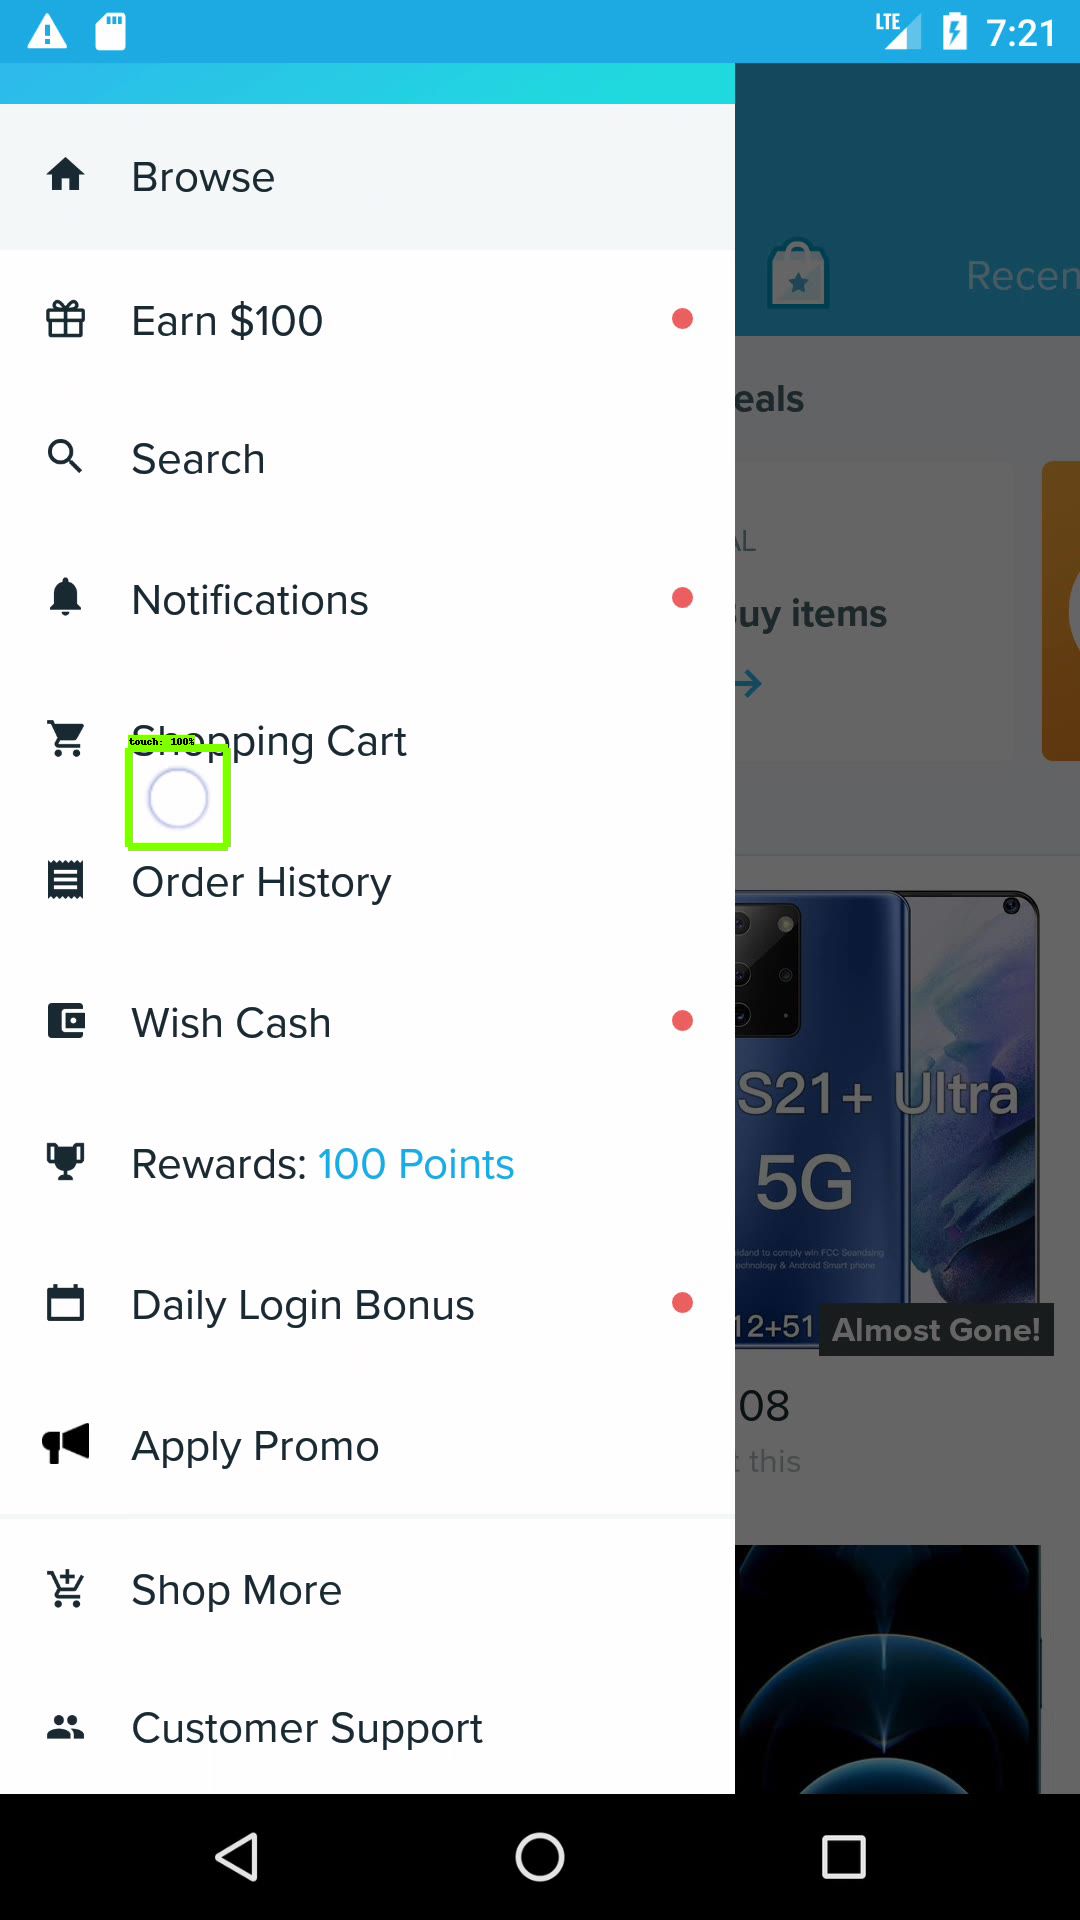 LTE 7:21
Browse
Recen
Earn $100
eals
Search
AL
Notifications
Buy items
Shopping Cart
touch: 100%
Order History
Wish Cash
S21+ Ultra
5G
Rewards: 100 Points
Daily Login Bonus
12+51
Almost Gone!
08
Apply Promo
t this
Shop More
Customer Support